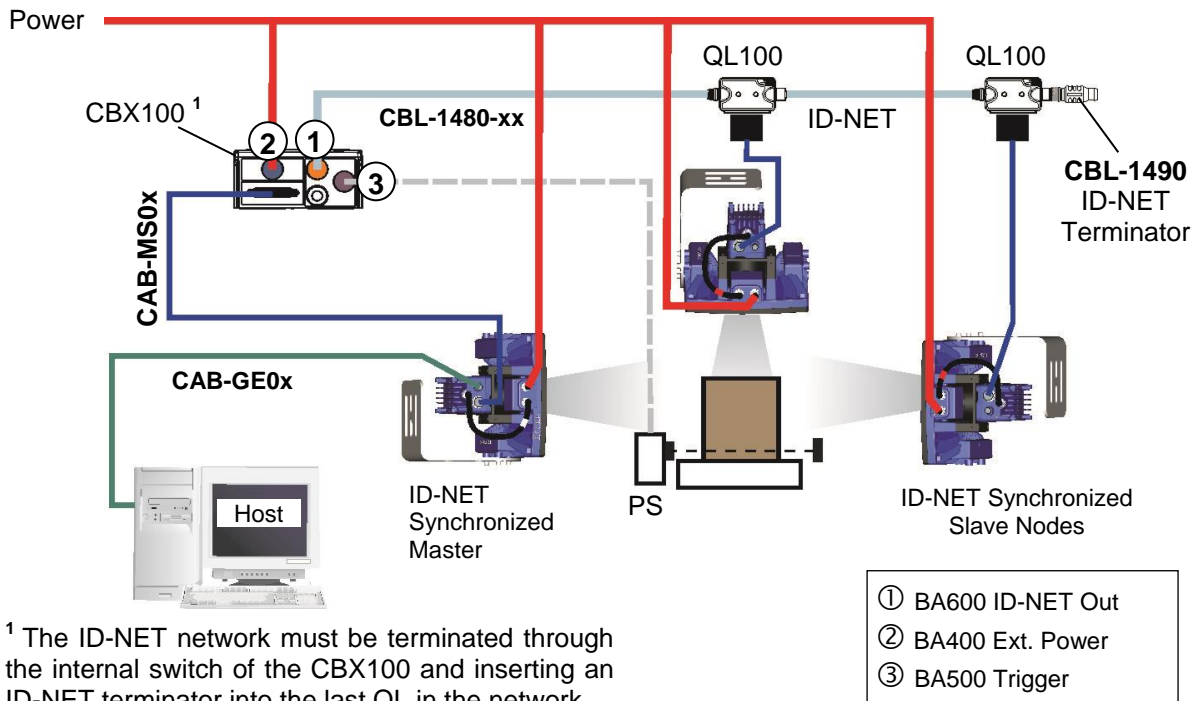 Power
QL100
QL100
CBX100 ¹
CBL-1480-xx
ID-NET
2
1
3
CBL-1490
ID-NET
Terminator
CAB-MS0x
CAB-GE0x
Host
ID-NET
Synchronized
Master
PS
ID-NET Synchronized
Slave Nodes
① BA600 ID-NET Out
② BA400 Ext. Power
③ BA500 Trigger
¹ The ID-NET network must be terminated through
the internal switch of the CBX100 and inserting an
ID-NET terminator into the last QL in the network